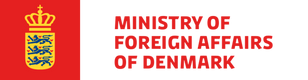 MINISTRY OF
FOREIGN AFFAIRS
OF DENMARK